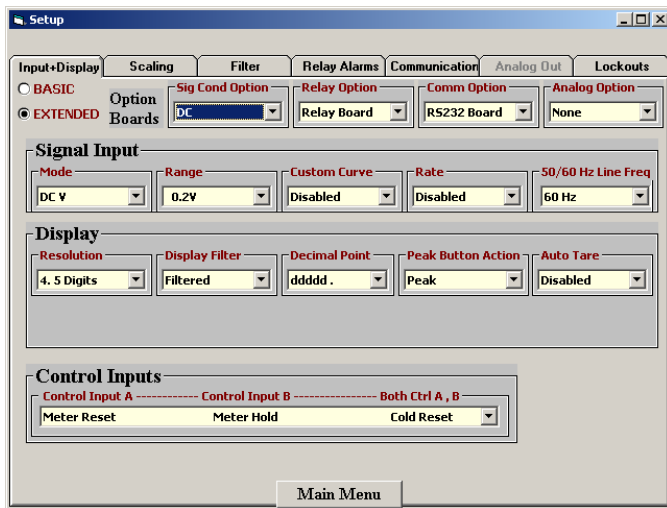 Setup
Input+Display Scaling Filter Relay Alarms Communication Analog Out Lockouts
BASIC
EXTENDED
Option Boards
Sig Cond Option Relay Option Comm Option Analog Option
DC Relay Board RS232 Board None
Signal Input
Mode Range Custom Curve Rate 50/60 Hz Line Freq
DC V 0.2V Disabled Disabled 60 Hz
Display
Resolution Display Filter Decimal Point Peak Button Action Auto Tare
4. 5 Digits Filtered ddddd . Peak Disabled
Control Inputs
Control Input A ------------ Control Input B --------------- Both Ctrl A , B
Meter Reset Meter Hold Cold Reset
Main Menu